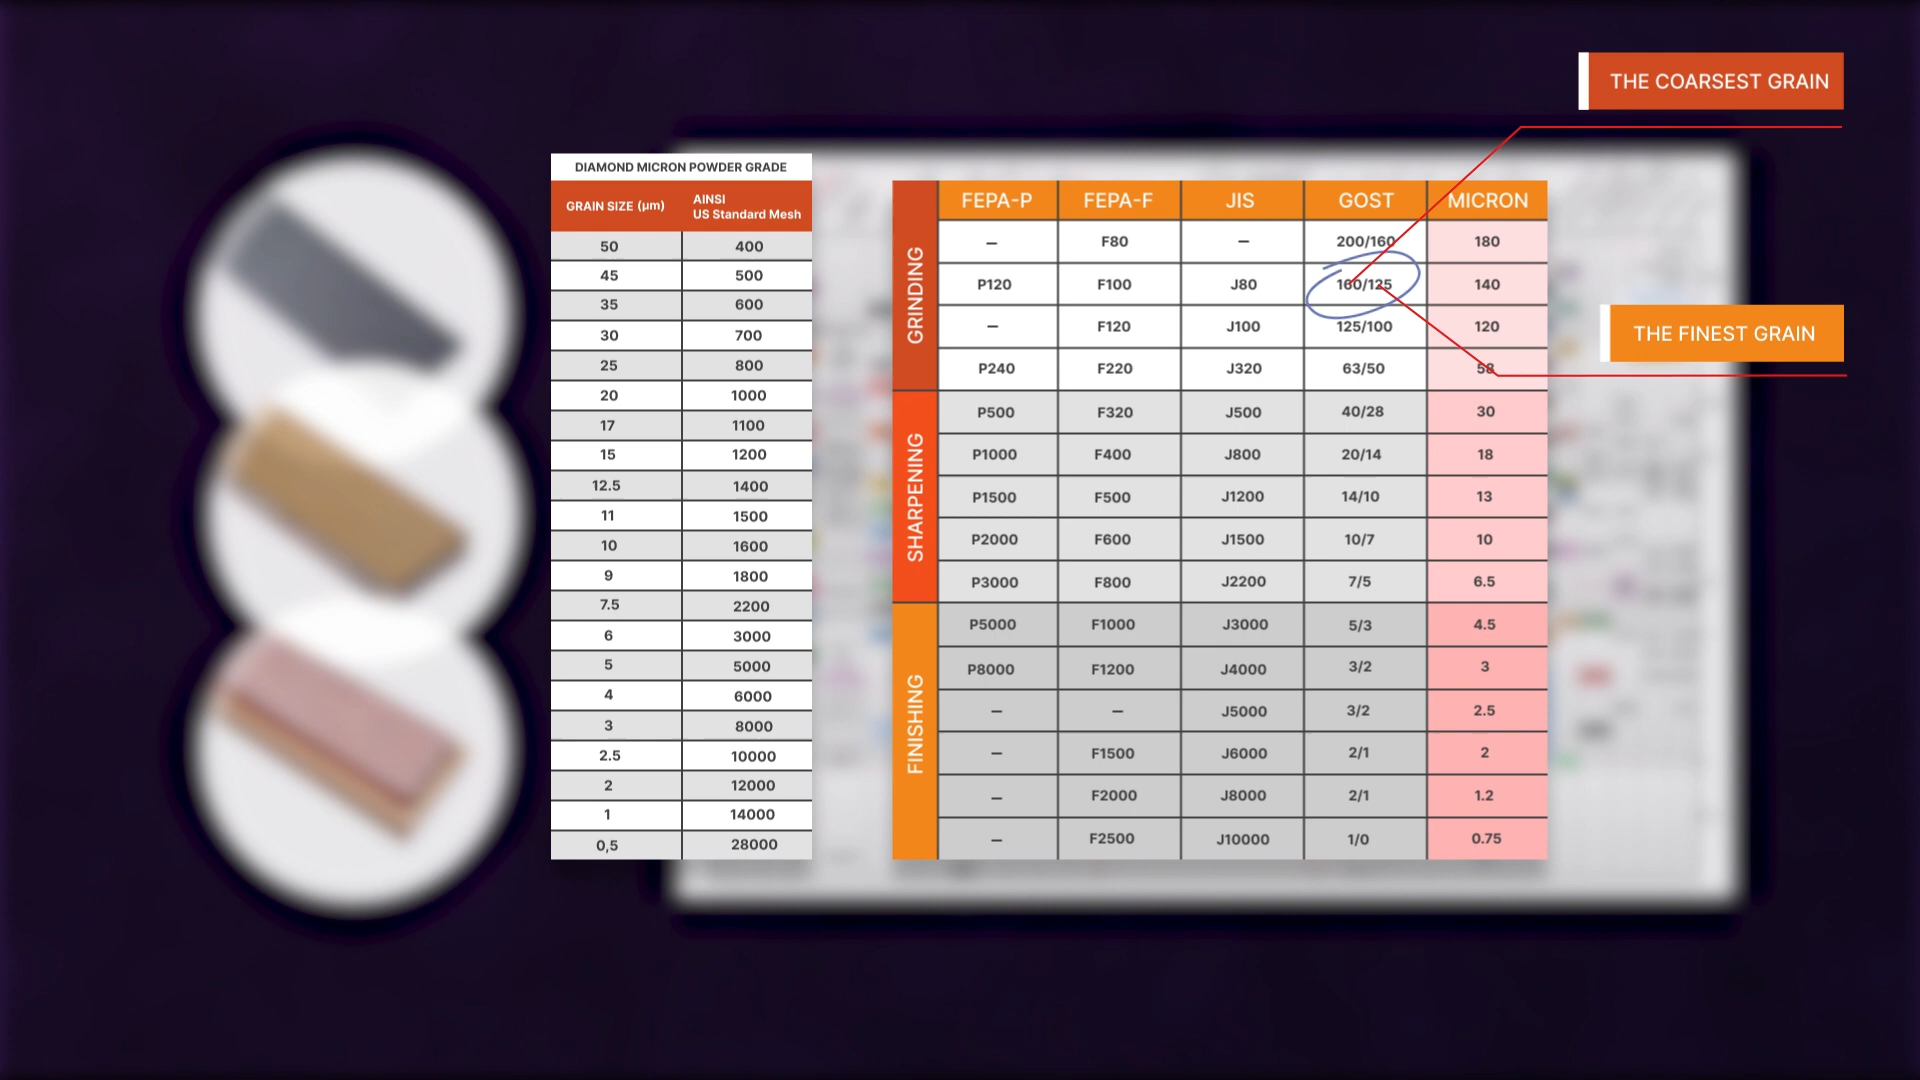 THE COARSEST GRAIN
THE FINEST GRAIN
DIAMOND MICRON POWDER GRADE
GRAIN SIZE (µm) AINSI US Standard Mesh
50 400
45 500
35 600
30 700
25 800
20 1000
17 1100
15 1200
12.5 1400
11 1500
10 1600
9 1800
7.5 2200
6 3000
5 5000
4 6000
3 8000
2.5 10000
2 12000
1 14000
0,5 28000
FEPA-P FEPA-F JIS GOST MICRON
GRINDING
– F80 – 200/160 180
P120 F100 J80 160/125 140
– F120 J100 125/100 120
P240 F220 J320 63/50 58
SHARPENING
P500 F320 J500 40/28 30
P1000 F400 J800 20/14 18
P1500 F500 J1200 14/10 13
P2000 F600 J1500 10/7 10
P3000 F800 J2200 7/5 6.5
FINISHING
P5000 F1000 J3000 5/3 4.5
P8000 F1200 J4000 3/2 3
– – J5000 3/2 2.5
– F1500 J6000 2/1 2
– F2000 J8000 2/1 1.2
– F2500 J10000 1/0 0.75